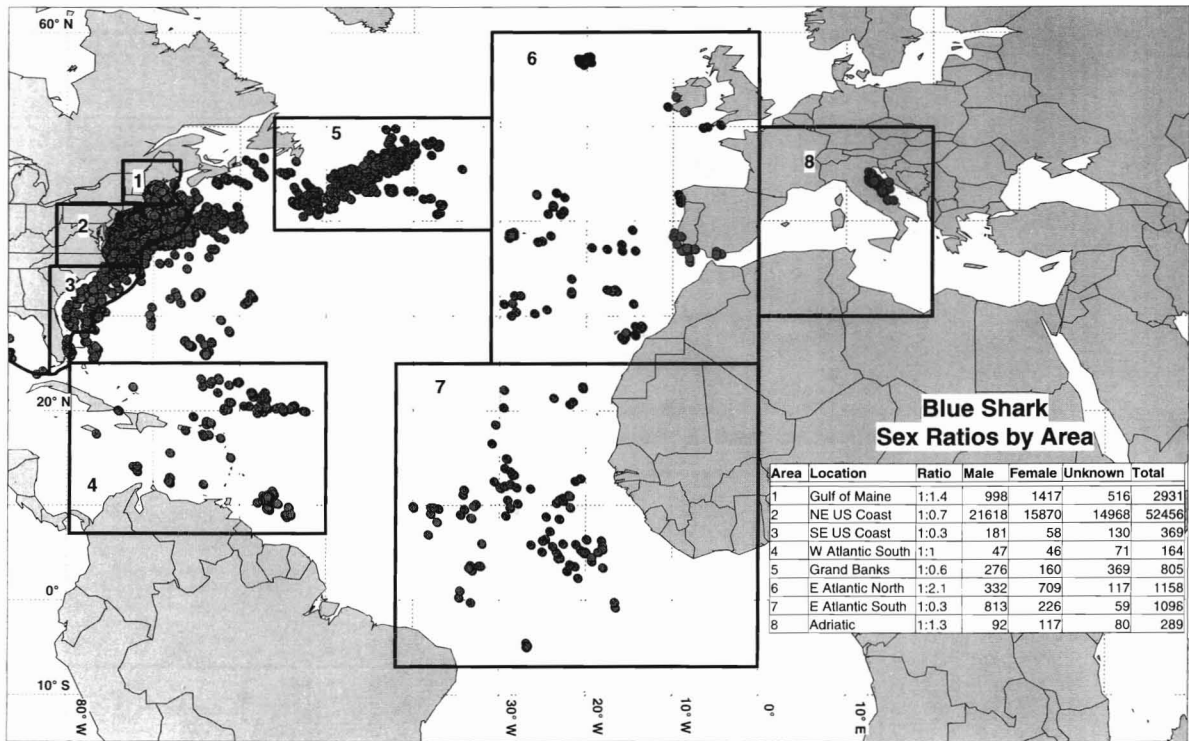 60° N
6
5
8
1
2
3
7
20° N
4
0°
10° S
80° W
30° W
20° W
10° W
0°
10° E
Blue Shark
Sex Ratios by Area
Area Location Ratio Male Female Unknown Total
1 Gulf of Maine 1:1.4 998 1417 516 2931
2 NE US Coast 1:0.7 21618 15870 14968 52456
3 SE US Coast 1:0.3 181 58 130 369
4 W Atlantic South 1:1 47 46 71 164
5 Grand Banks 1:0.6 276 160 369 805
6 E Atlantic North 1:2.1 332 709 117 1158
7 E Atlantic South 1:0.3 813 226 59 1098
8 Adriatic 1:1.3 92 117 80 289